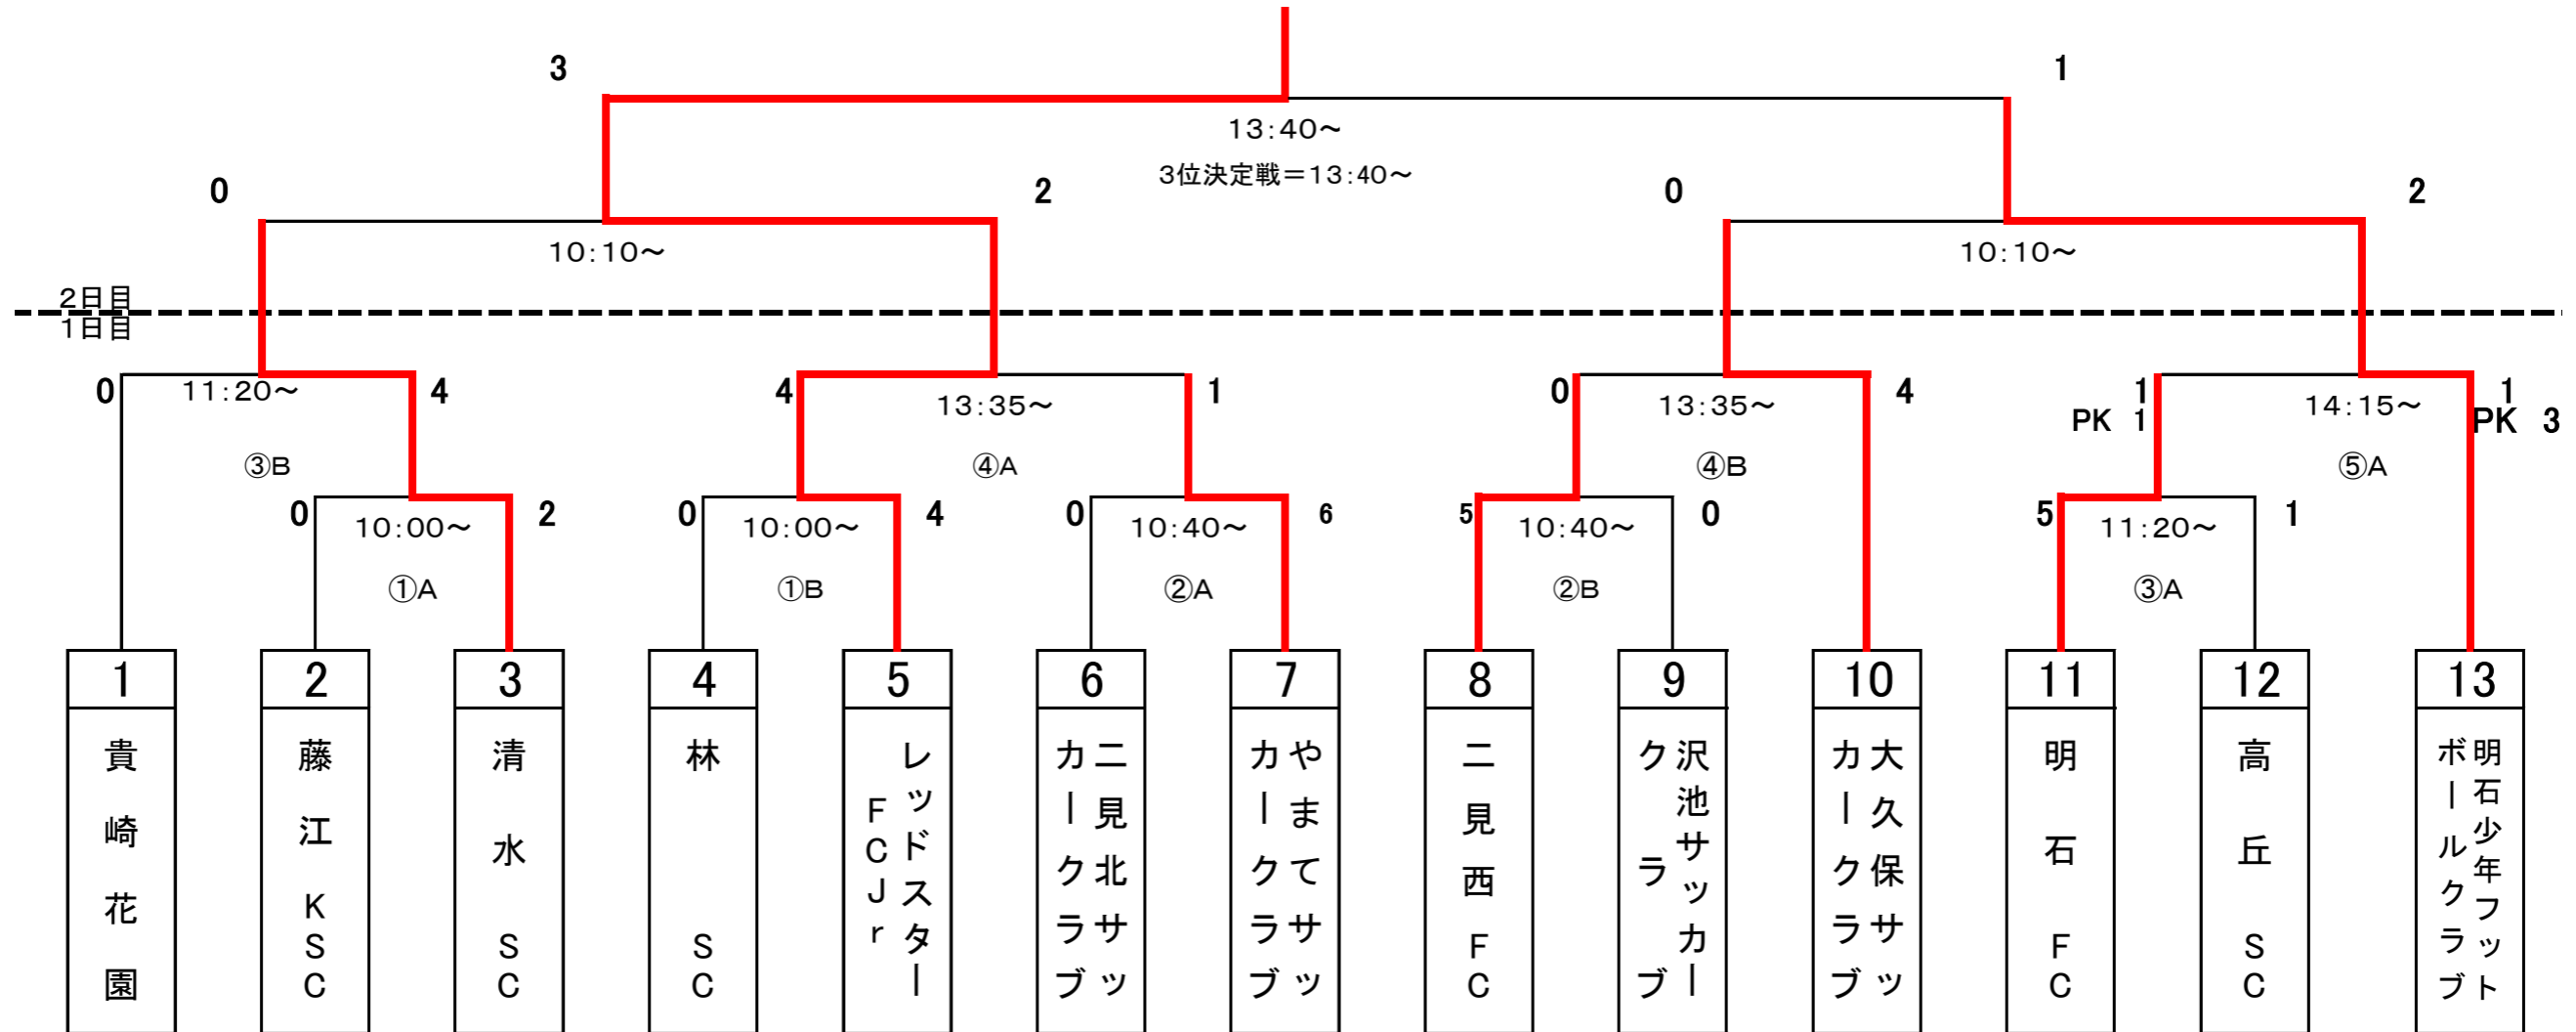 3 1
13:40～
3位決定戦＝13:40～
0 2 0 2
10:10～ 10:10～
2日目
1日目
0 11:20～ 4 4 13:35～ 1 0 13:35～ 4 1 14:15～ 1
PK 1 PK 3
③B ④A ④B ⑤A
0 10:00～ 2 0 10:00～ 4 0 10:40～ 6 5 10:40～ 0 5 11:20～ 1
①A ①B ②A ②B ③A
1 2 3 4 5 6 7 8 9 10 11 12 13
貴崎花園
藤江KSC
清水SC
林SC
レッドスター
FCJr
二見北サッ
カークラブ
やまてサッ
カークラブ
二見西FC
沢池サッカー
クラブ
大久保サッ
カークラブ
明石FC
高丘SC
明石少年フット
ボールクラブ